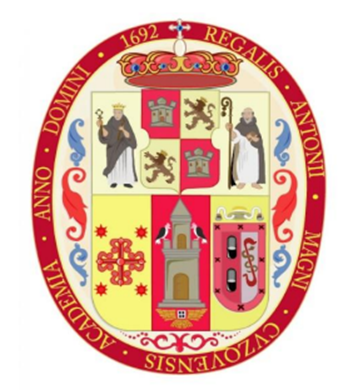 ANNO · DOMINI · 1692 REGALIS · ANTONII · MAGNI · CVZQVENSIS · ACADEMIA ·